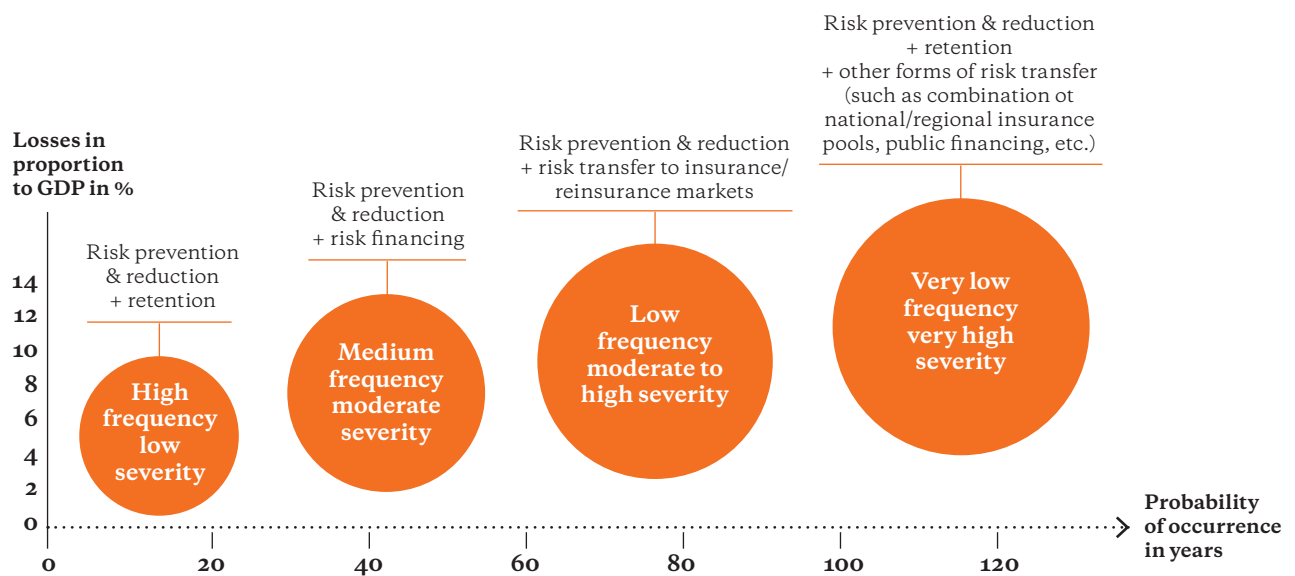 Losses in
proportion
to GDP in %
14
12
10
8
6
4
2
0
Risk prevention
& reduction
+ retention
High
frequency
low
severity
Risk prevention
& reduction
+ risk financing
Medium
frequency
moderate
severity
Risk prevention & reduction
+ risk transfer to insurance/
reinsurance markets
Low
frequency
moderate to
high severity
Risk prevention & reduction
+ retention
+ other forms of risk transfer
(such as combination ot
national/regional insurance
pools, public financing, etc.)
Very low
frequency
very high
severity
0
20
40
60
80
100
120
Probability
of occurrence
in years